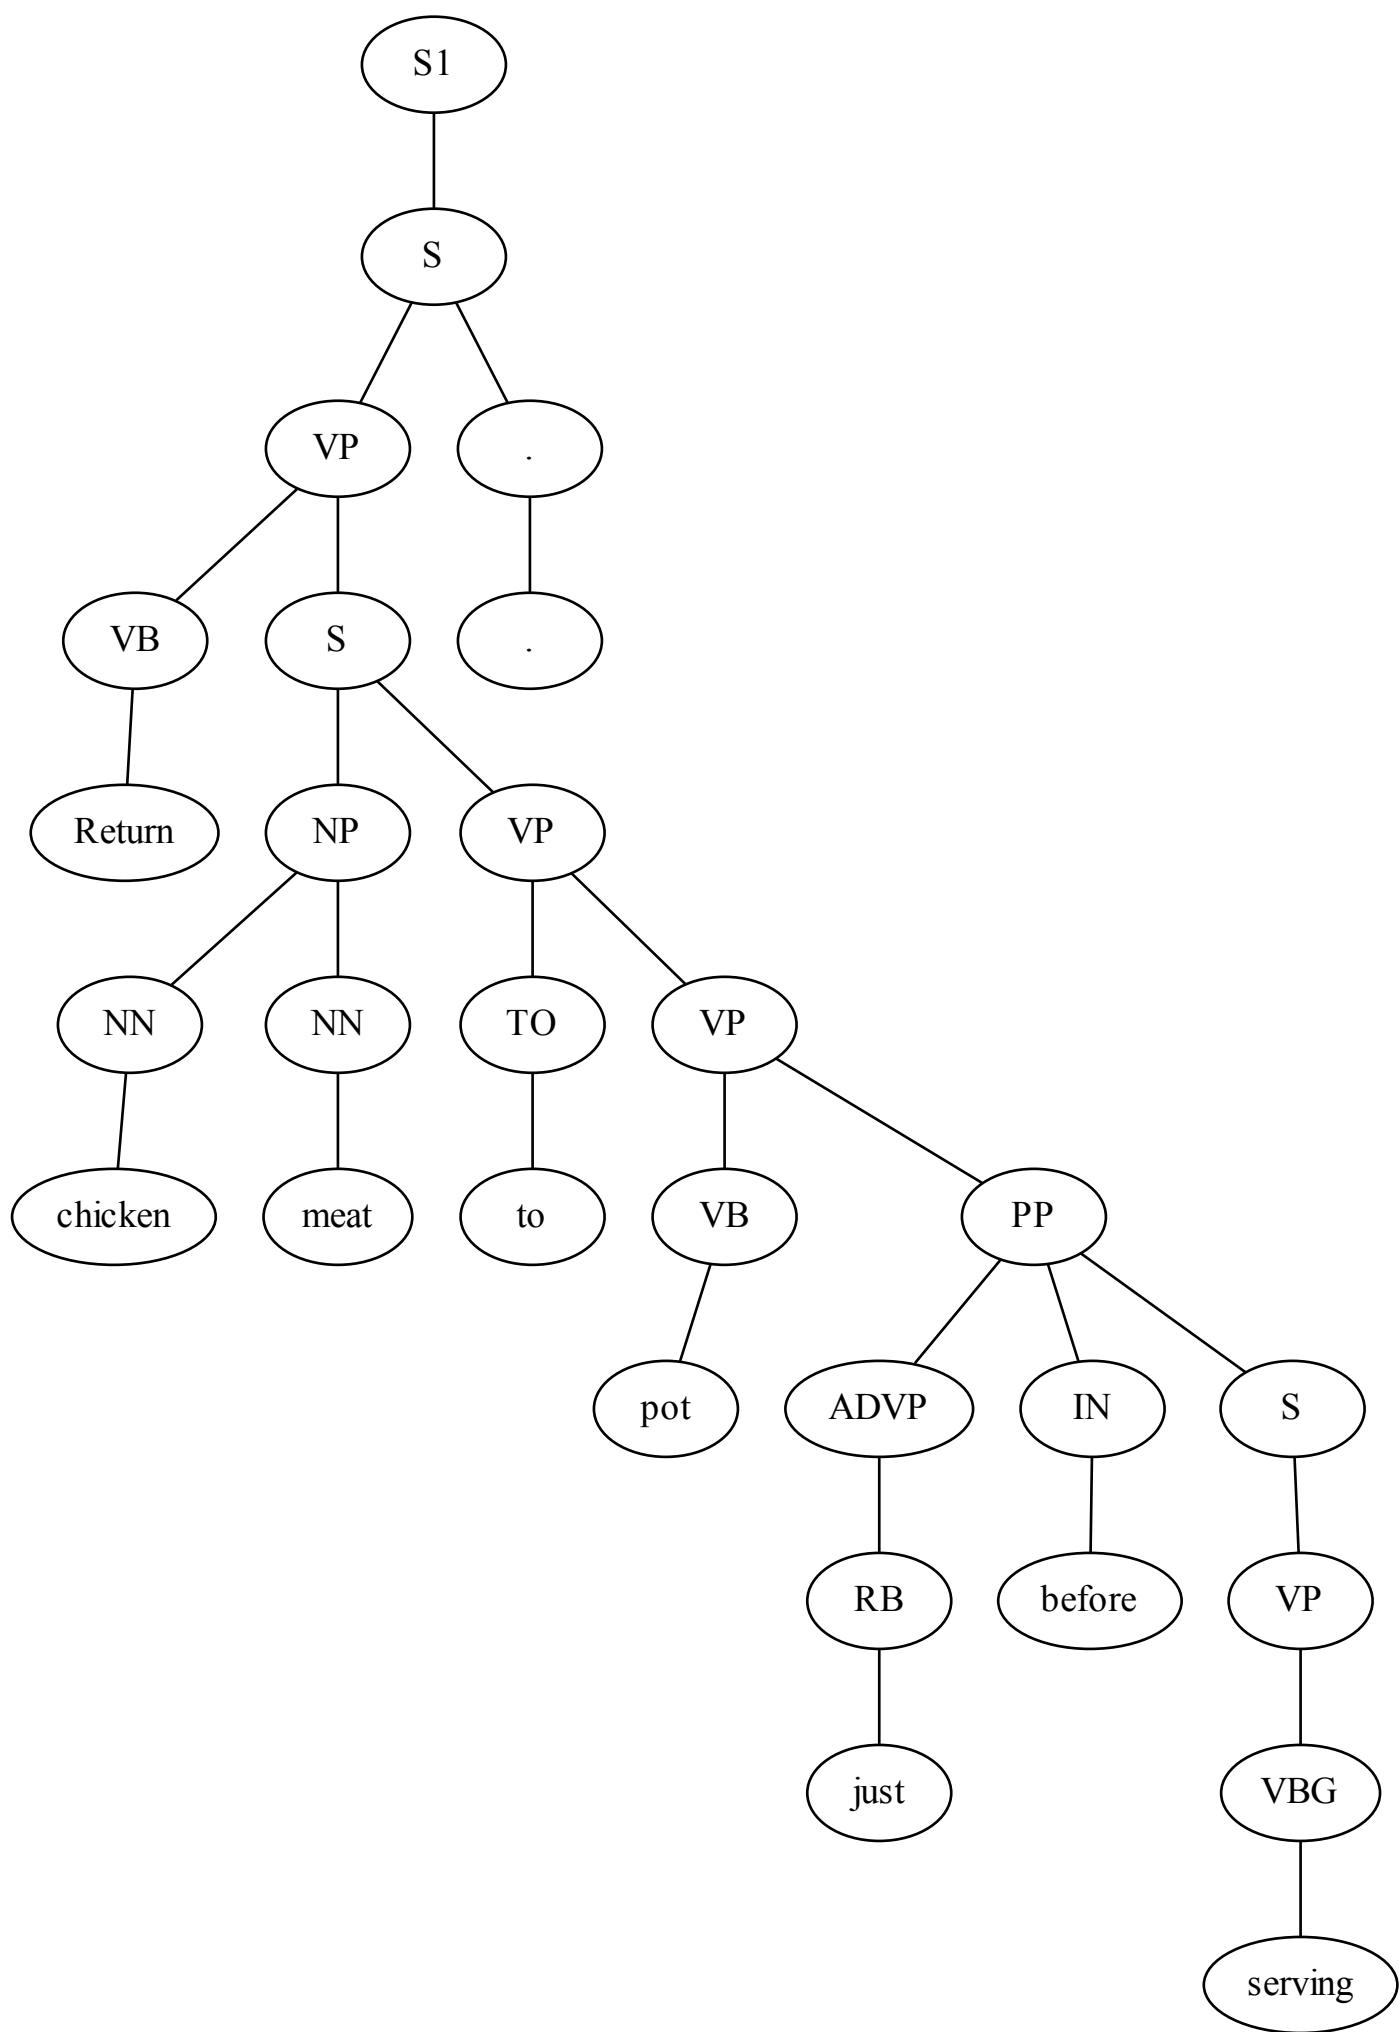 S1
S
VP .
VB S .
Return NP VP
NN NN TO VP
chicken meat to VB PP
pot ADVP IN S
RB before VP
just VBG
serving